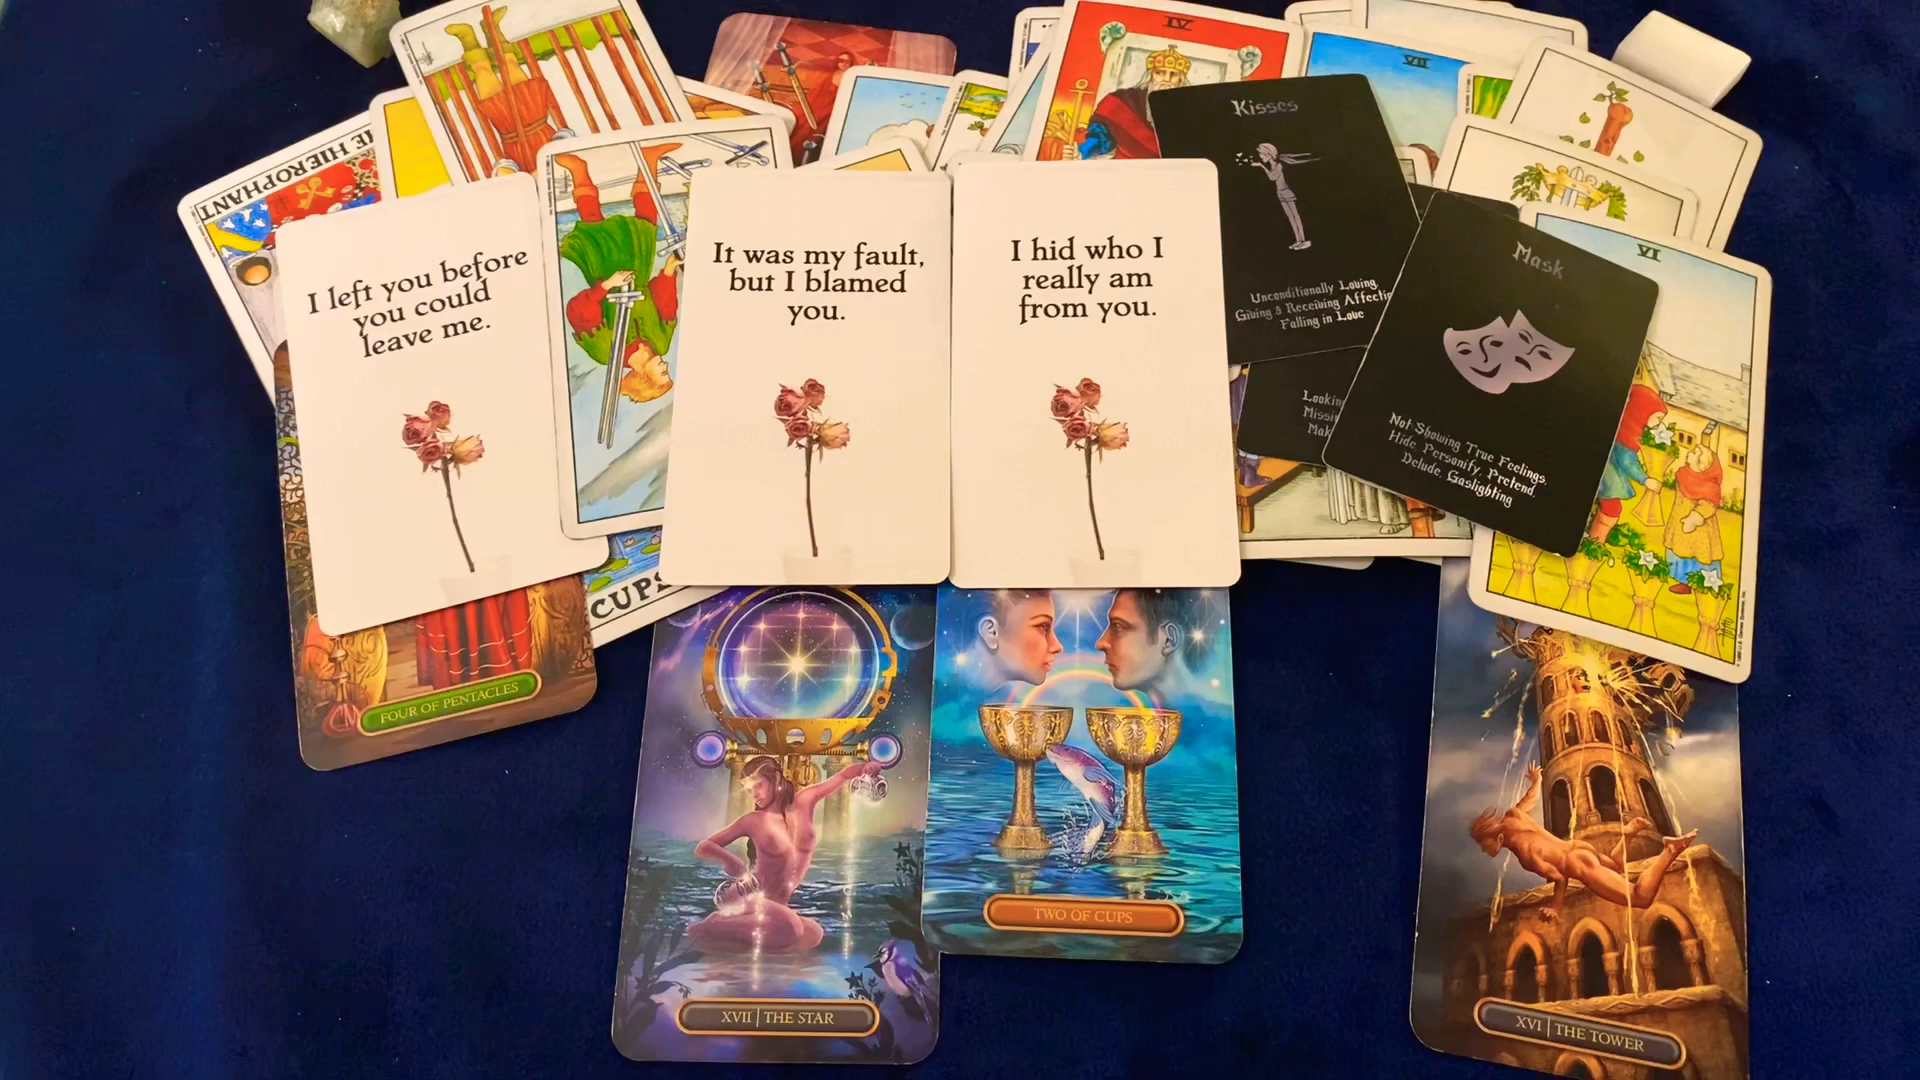 IV
VII
THE HIEROPHANT
Kisses
Unconditionally Loving,
Giving & Receiving Affectio
Falling in Love
I left you before
you could
leave me.
It was my fault,
but I blamed
you.
I hid who I
really am
from you.
Mask
Not Showing True Feelings,
Hide, Personify, Pretend,
Delude, Gaslighting
VI
Lookin
Missi
Mak
CUPS
FOUR OF PENTACLES
TWO OF CUPS
XVII | THE STAR
XVI | THE TOWER